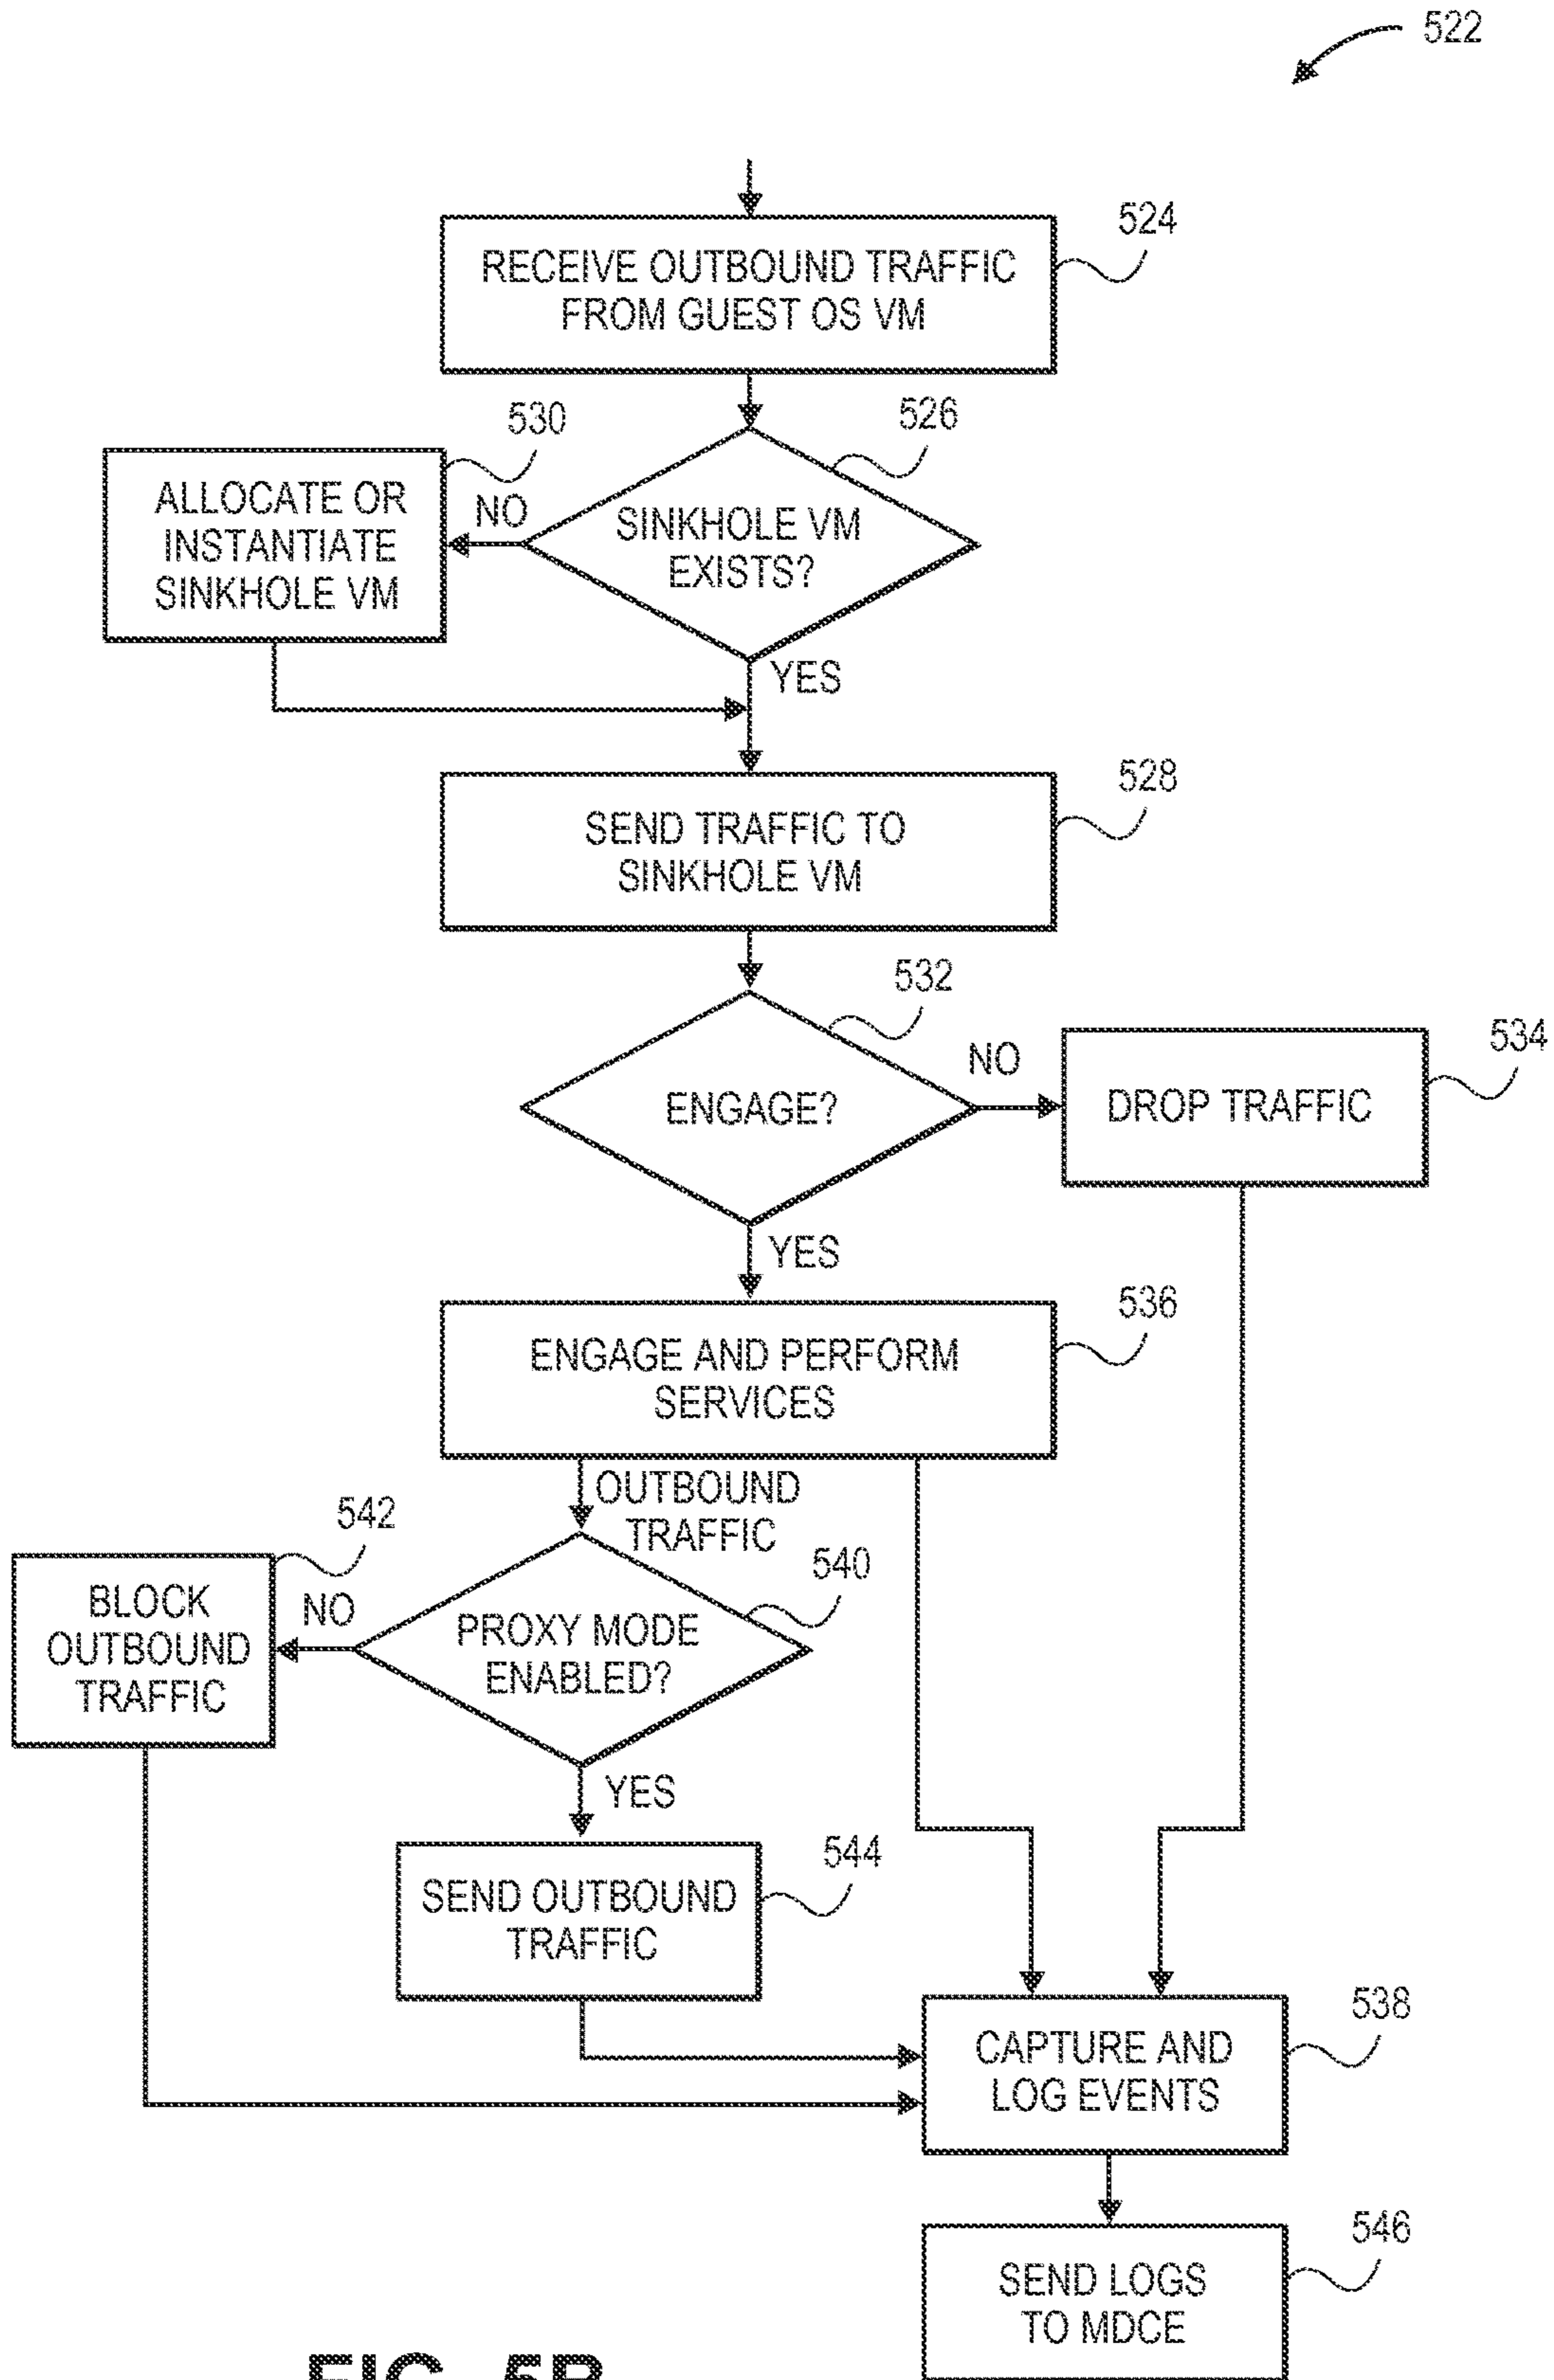 522
524
RECEIVE OUTBOUND TRAFFIC
FROM GUEST OS VM
526
530
ALLOCATE OR
INSTANTIATE
SINKHOLE VM
NO
SINKHOLE VM
EXISTS?
YES
528
SEND TRAFFIC TO
SINKHOLE VM
532
ENGAGE?
NO
534
DROP TRAFFIC
YES
536
ENGAGE AND PERFORM
SERVICES
OUTBOUND
TRAFFIC
542
BLOCK
OUTBOUND
TRAFFIC
NO
540
PROXY MODE
ENABLED?
YES
544
SEND OUTBOUND
TRAFFIC
538
CAPTURE AND
LOG EVENTS
546
SEND LOGS
TO MDCE
FIG. 5B